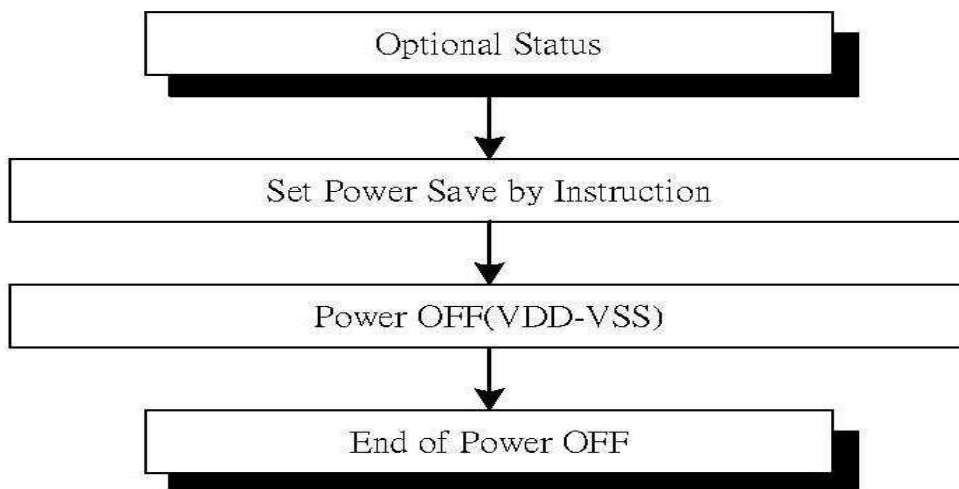 Optional Status
Set Power Save by Instruction
Power OFF(VDD-VSS)
End of Power OFF